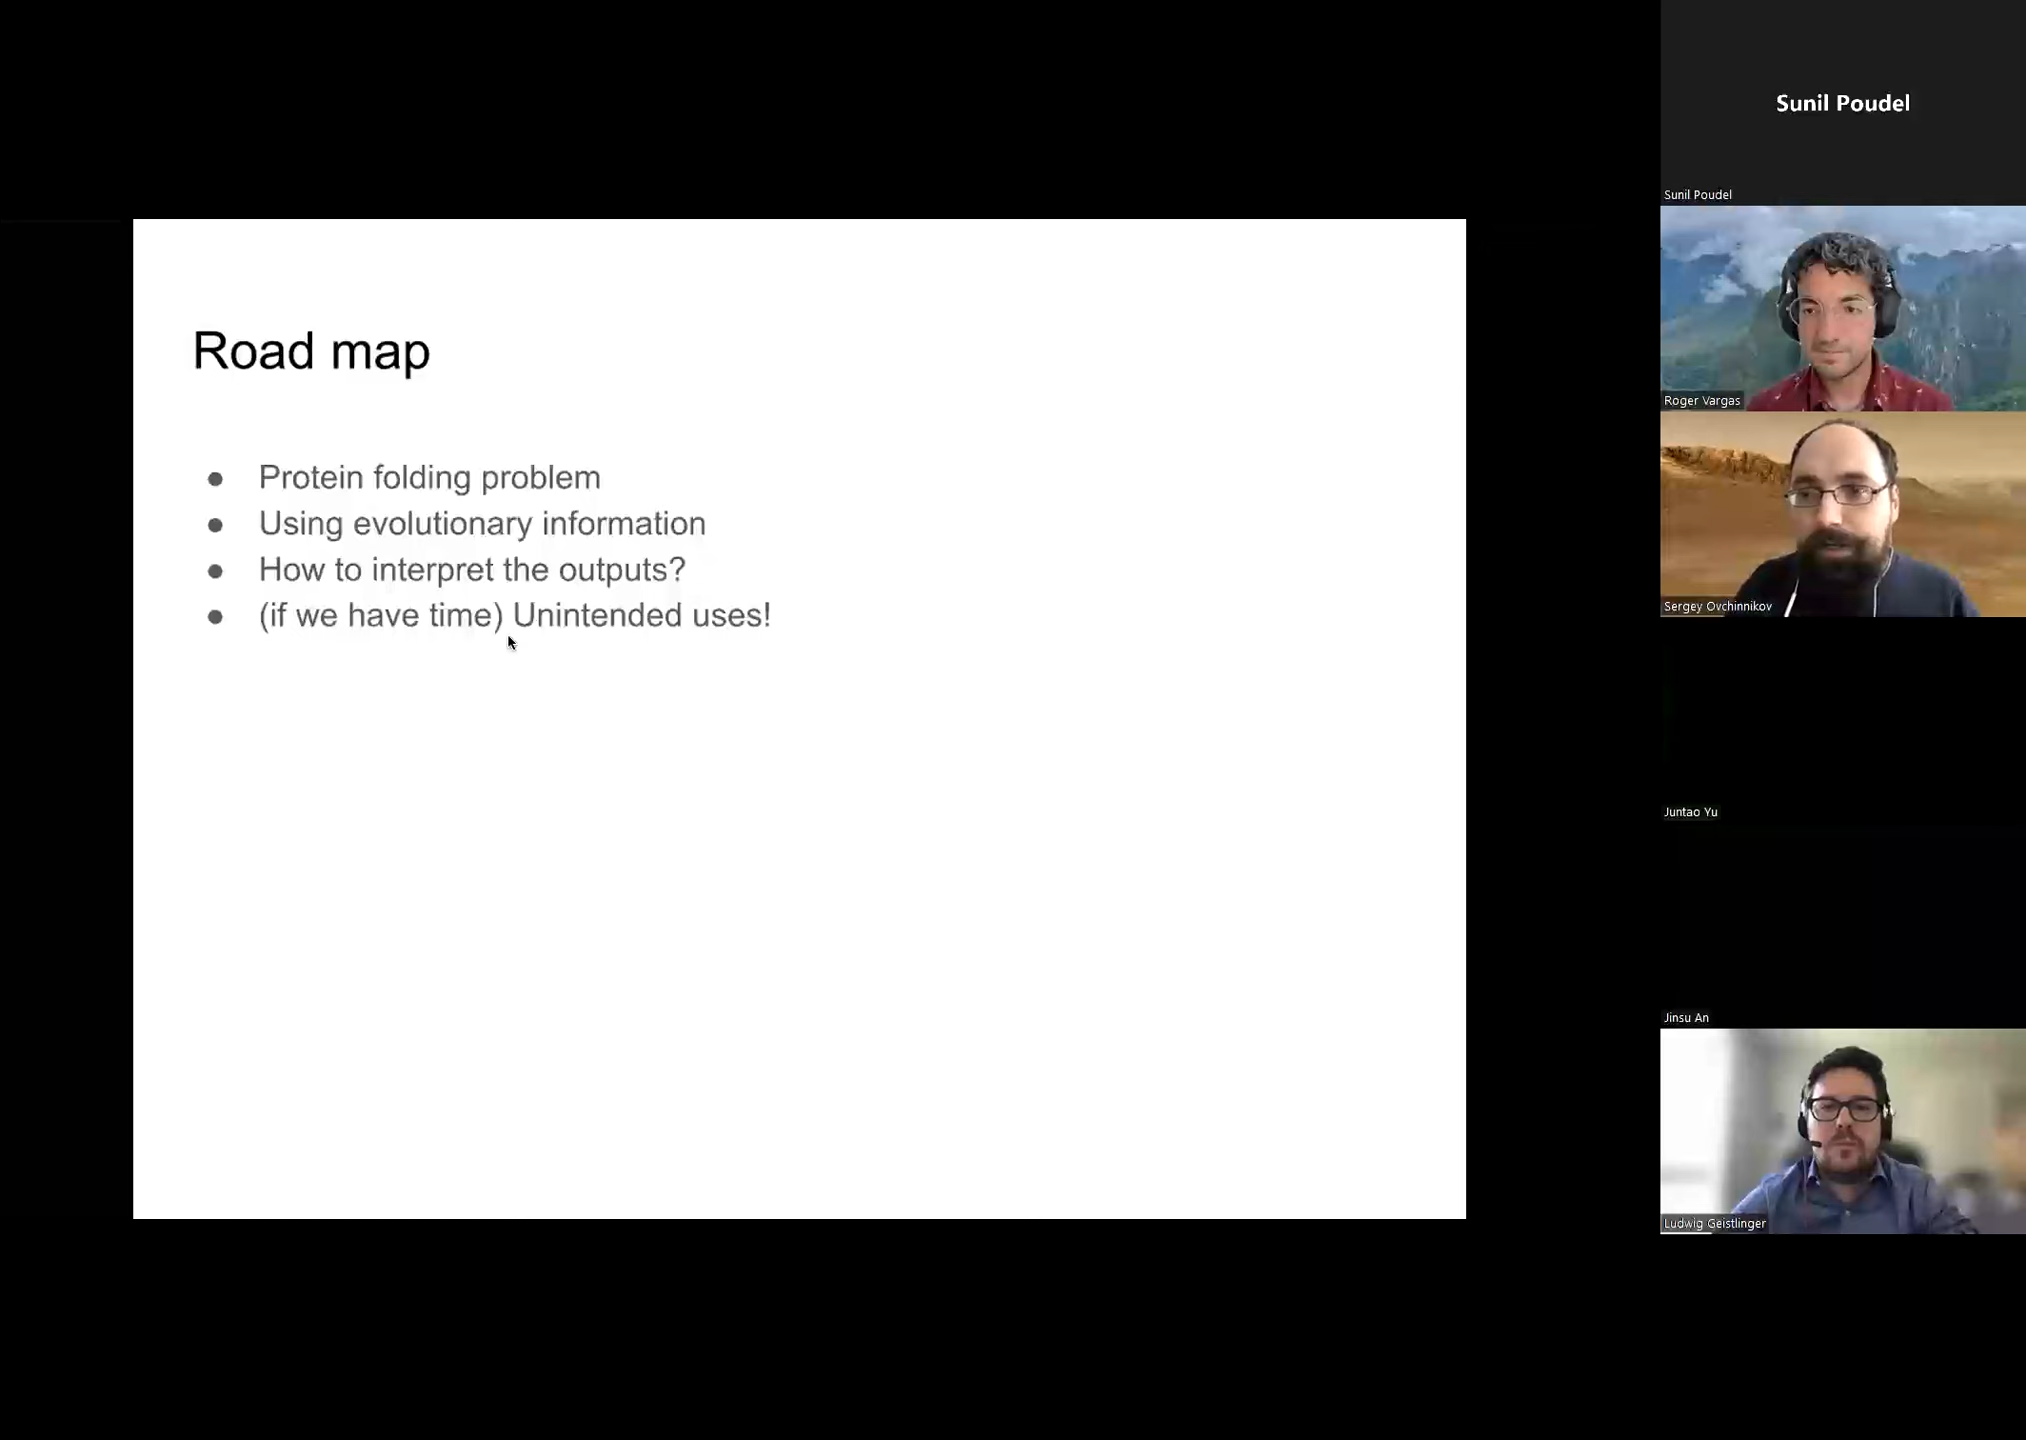 Road map
● Protein folding problem
● Using evolutionary information
● How to interpret the outputs?
● (if we have time) Unintended uses!
Sunil Poudel
Sunil Poudel
Roger Vargas
Sergey Ovchinnikov
Juntao Yu
Jinsu An
Ludwig Geistlinger